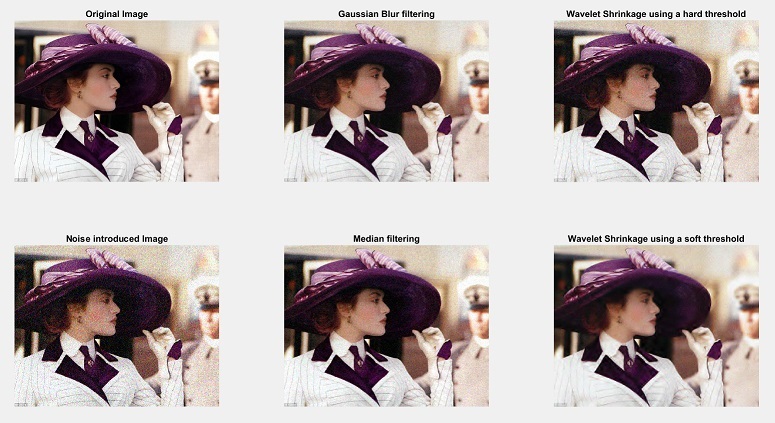 Original Image
Gaussian Blur filtering
Wavelet Shrinkage using a hard threshold
Noise introduced Image
Median filtering
Wavelet Shrinkage using a soft threshold